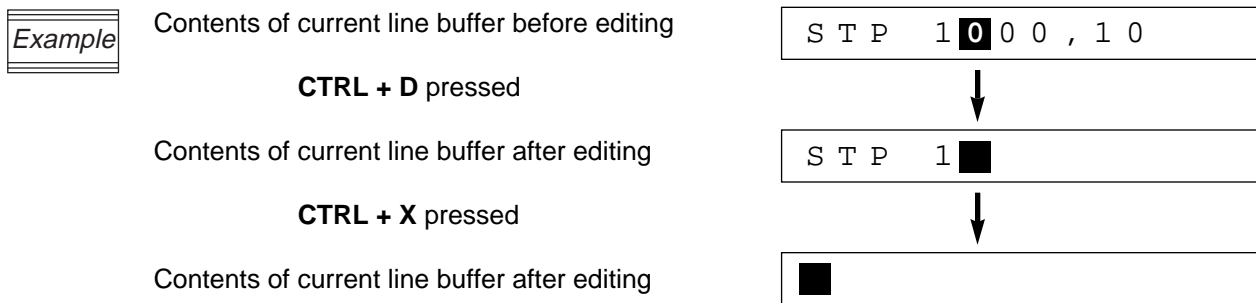 Example
Contents of current line buffer before editing
STP 1000,10
CTRL + D pressed
Contents of current line buffer after editing
STP 1
CTRL + X pressed
Contents of current line buffer after editing